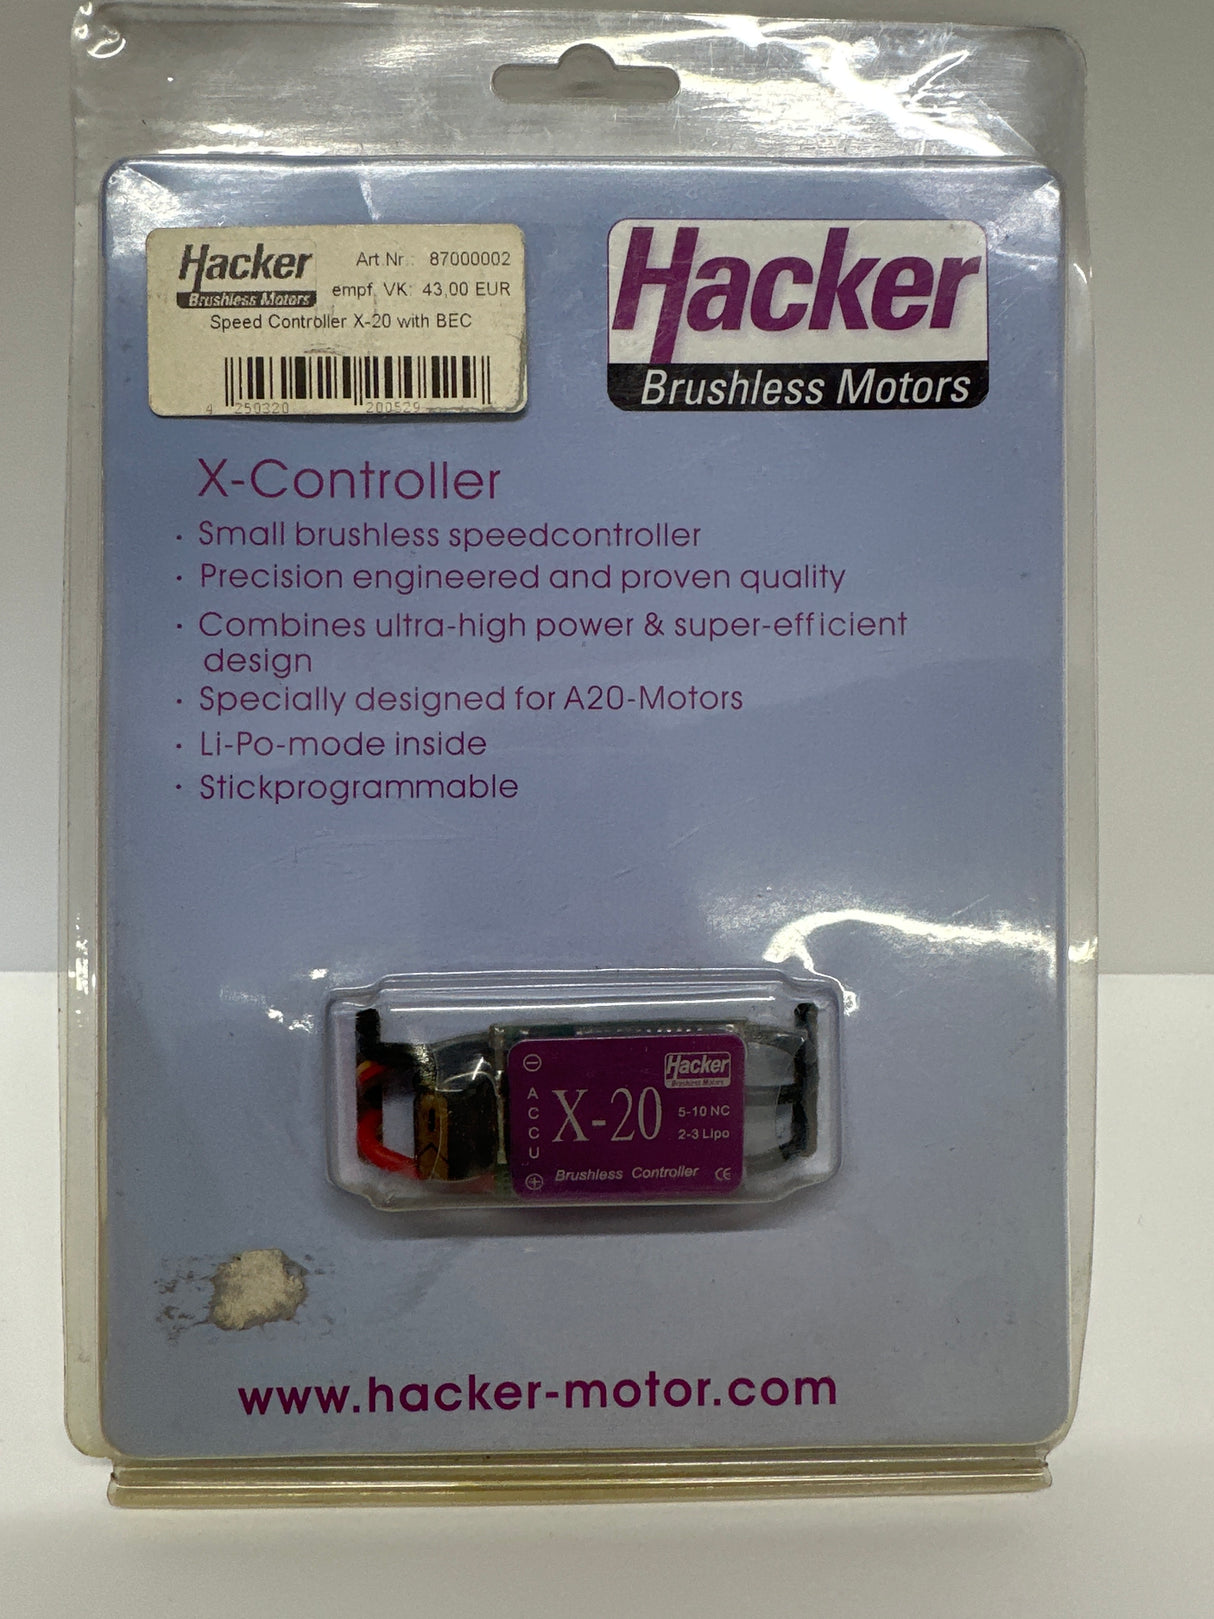 Hacker
Brushless Motors
Art.Nr.: 87000002
empf. VK: 43,00 EUR
Speed Controller X-20 with BEC
4 250320 200529
Hacker
Brushless Motors
X-Controller
· Small brushless speedcontroller
· Precision engineered and proven quality
· Combines ultra-high power & super-efficient
design
· Specially designed for A20-Motors
· Li-Po-mode inside
· Stickprogrammable
ACCU
X-20
Hacker
Brushless Motors
5-10 NC
2-3 Lipo
Brushless Controller CE
www.hacker-motor.com